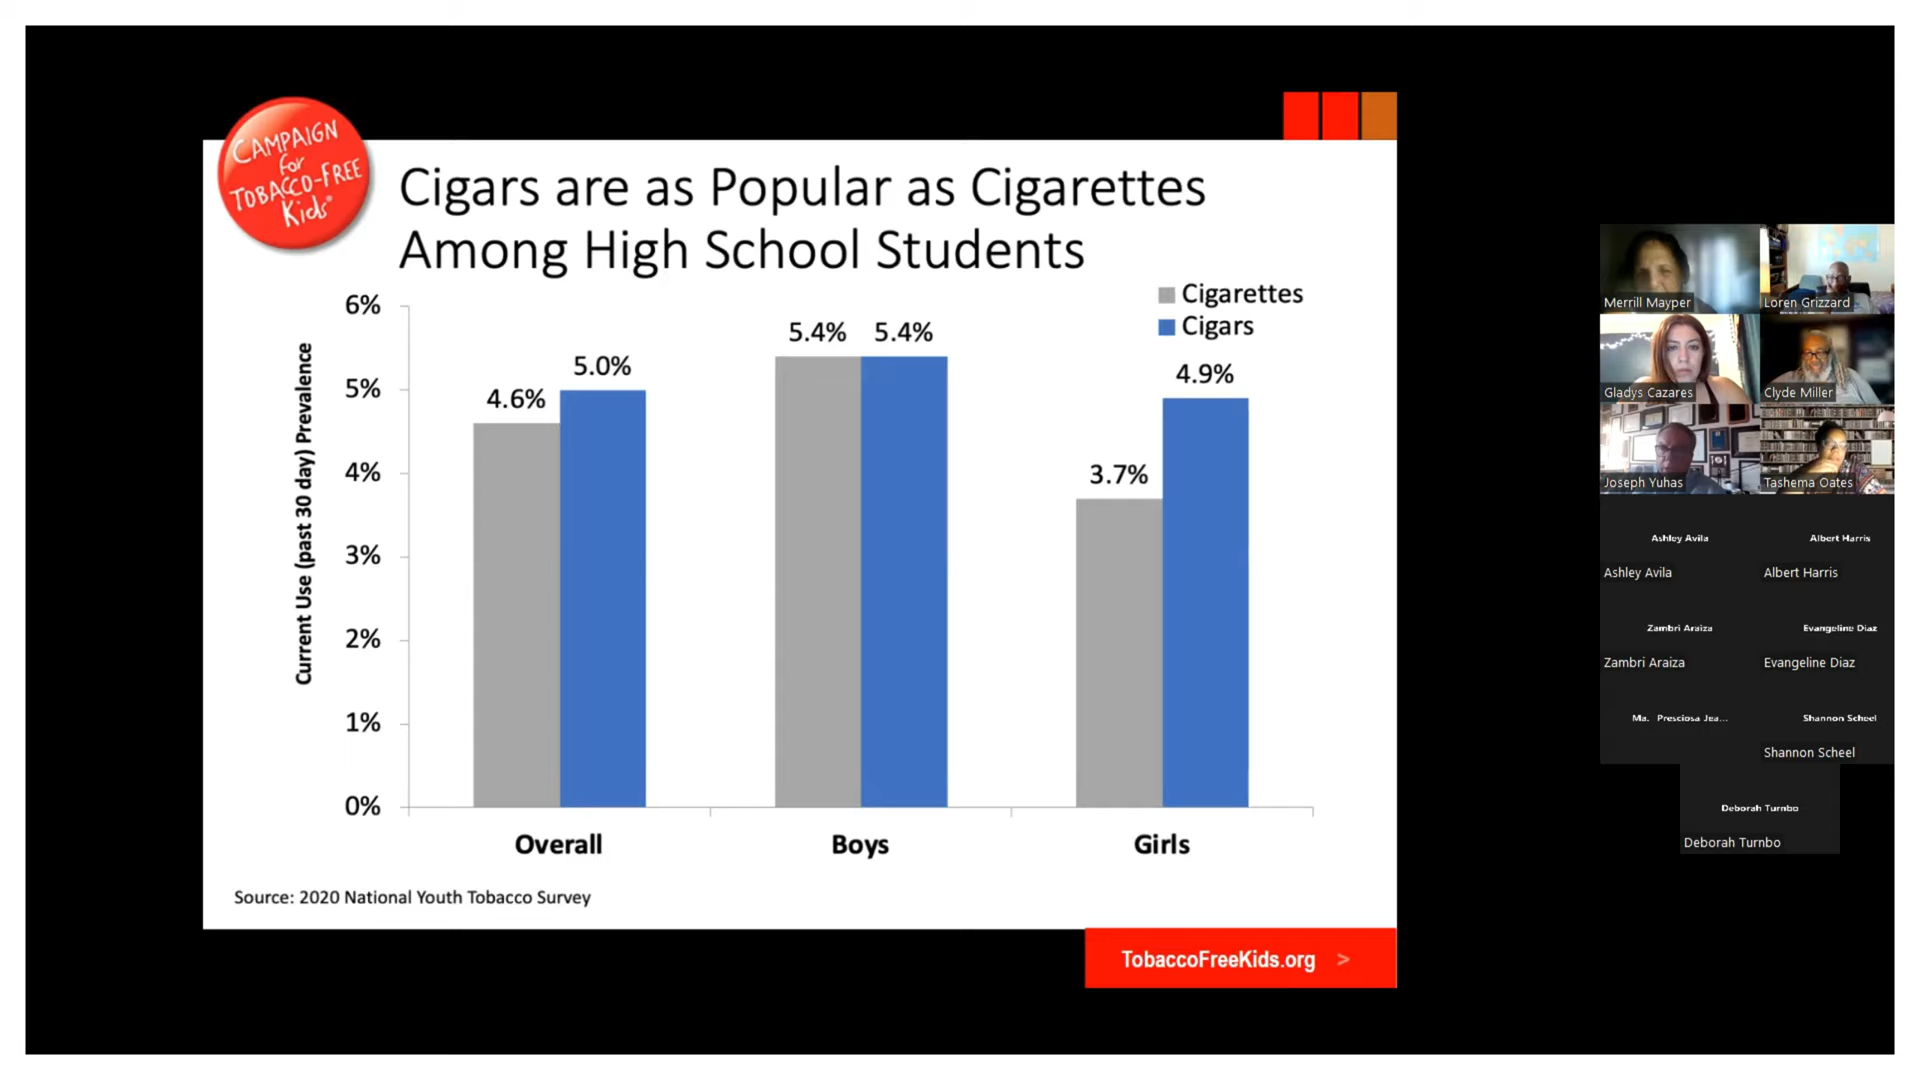 CAMPAIGN
for
TOBACCO-FREE
Kids®
Cigars are as Popular as Cigarettes
Among High School Students
Cigarettes
Cigars
Current Use (past 30 day) Prevalence
6%
5%
4%
3%
2%
1%
0%
4.6%
5.0%
5.4%
5.4%
3.7%
4.9%
Overall
Boys
Girls
Source: 2020 National Youth Tobacco Survey
TobaccoFreeKids.org >
Merrill Mayper
Loren Grizzard
Gladys Cazares
Clyde Miller
Joseph Yuhas
Tashema Oates
Ashley Avila
Albert Harris
Ashley Avila
Albert Harris
Zambri Araiza
Evangeline Diaz
Zambri Araiza
Evangeline Diaz
Ma. Presciosa Jea...
Shannon Scheel
Shannon Scheel
Deborah Turnbo
Deborah Turnbo